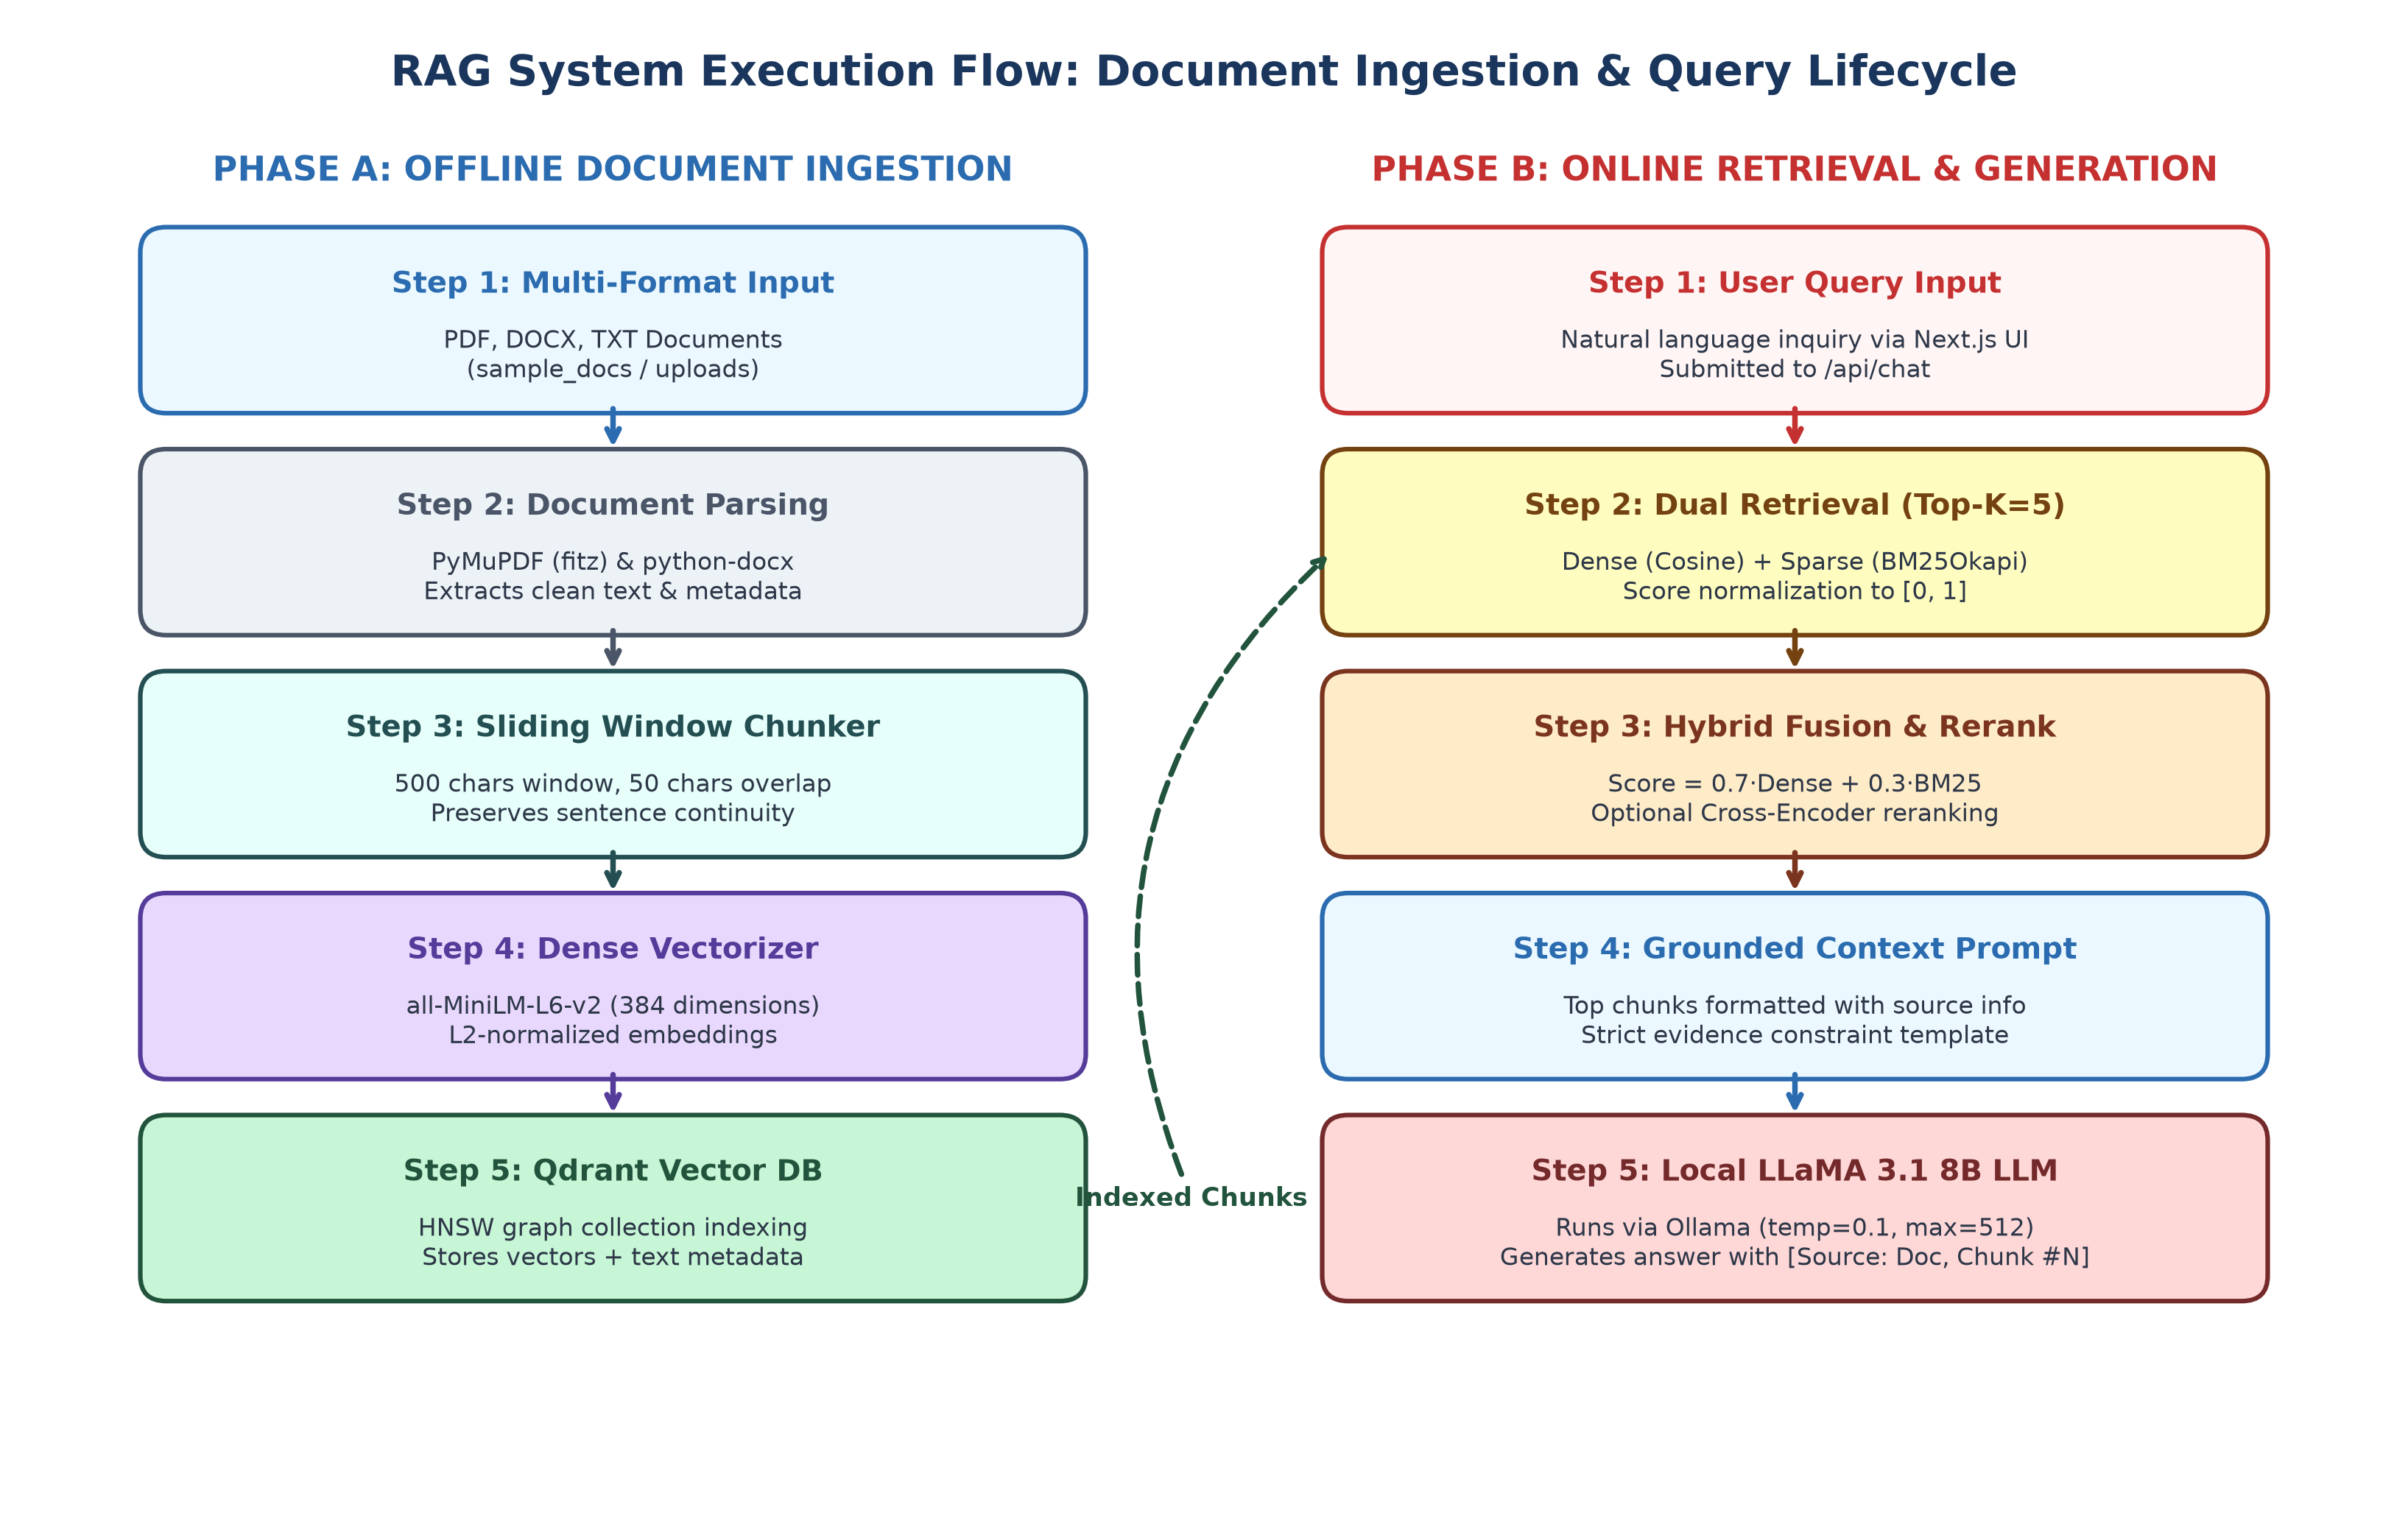 RAG System Execution Flow: Document Ingestion & Query Lifecycle
PHASE A: OFFLINE DOCUMENT INGESTION
Step 1: Multi-Format Input
PDF, DOCX, TXT Documents
(sample_docs / uploads)
Step 2: Document Parsing
PyMuPDF (fitz) & python-docx
Extracts clean text & metadata
Step 3: Sliding Window Chunker
500 chars window, 50 chars overlap
Preserves sentence continuity
Step 4: Dense Vectorizer
all-MiniLM-L6-v2 (384 dimensions)
L2-normalized embeddings
Step 5: Qdrant Vector DB
HNSW graph collection indexing
Stores vectors + text metadata
Indexed Chunks
PHASE B: ONLINE RETRIEVAL & GENERATION
Step 1: User Query Input
Natural language inquiry via Next.js UI
Submitted to /api/chat
Step 2: Dual Retrieval (Top-K=5)
Dense (Cosine) + Sparse (BM25Okapi)
Score normalization to [0, 1]
Step 3: Hybrid Fusion & Rerank
Score = 0.7·Dense + 0.3·BM25
Optional Cross-Encoder reranking
Step 4: Grounded Context Prompt
Top chunks formatted with source info
Strict evidence constraint template
Step 5: Local LLaMA 3.1 8B LLM
Runs via Ollama (temp=0.1, max=512)
Generates answer with [Source: Doc, Chunk #N]